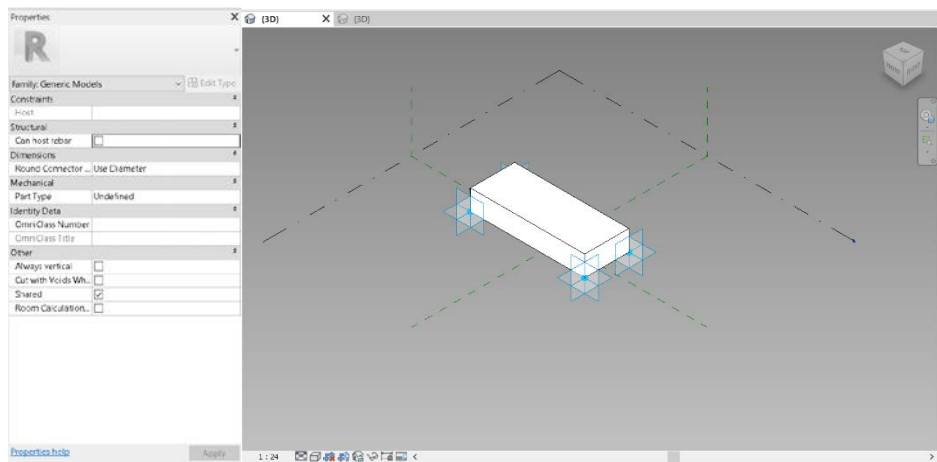 Properties
R
Family: Generic Models
Edit Type
Constraints
Host
Structural
Can host rebar
Dimensions
Round Connector ... Use Diameter
Mechanical
Part Type Undefined
Identity Data
OmniClass Number
OmniClass Title
Other
Always vertical
Cut with Voids Wh...
Shared
Room Calculation...
Properties help
Apply
{3D}
{3D}
1 : 24